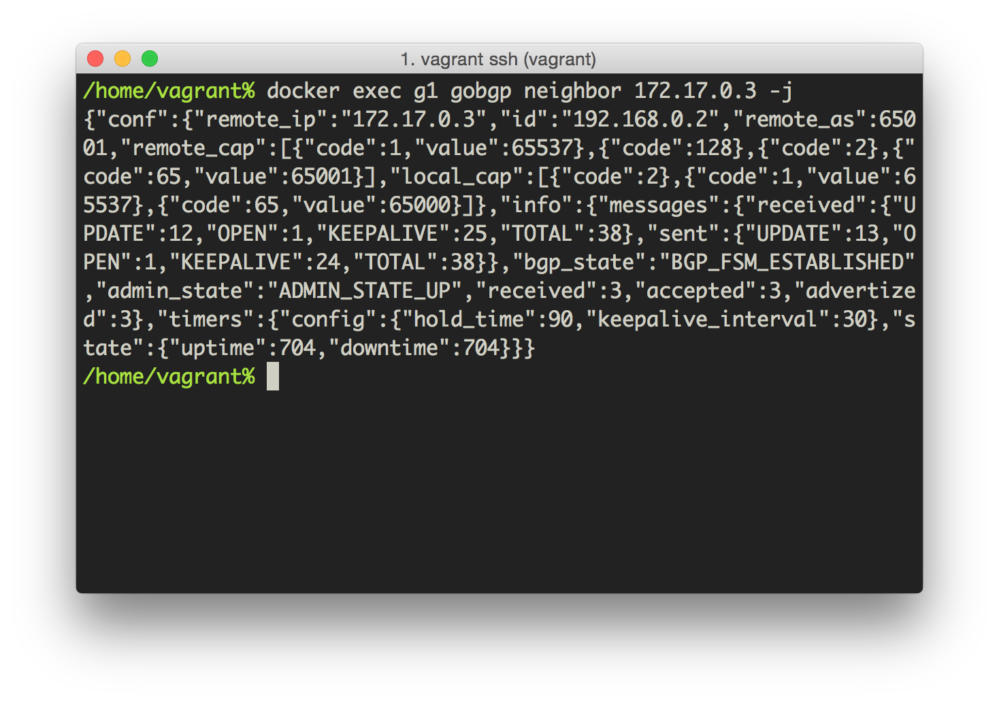 1. vagrant ssh (vagrant)
/home/vagrant% docker exec g1 gobgp neighbor 172.17.0.3 -j
{"conf":{"remote_ip":"172.17.0.3","id":"192.168.0.2","remote_as":650
01,"remote_cap":[{"code":1,"value":65537},{"code":128},{"code":2},{"
code":65,"value":65001}],"local_cap":[{"code":2},{"code":1,"value":6
5537},{"code":65,"value":65000}]},"info":{"messages":{"received":{"U
PDATE":12,"OPEN":1,"KEEPALIVE":25,"TOTAL":38},"sent":{"UPDATE":13,"O
PEN":1,"KEEPALIVE":24,"TOTAL":38}},"bgp_state":"BGP_FSM_ESTABLISHED"
,"admin_state":"ADMIN_STATE_UP","received":3,"accepted":3,"advertize
d":3},"timers":{"config":{"hold_time":90,"keepalive_interval":30},"s
tate":{"uptime":704,"downtime":704}}}
/home/vagrant%